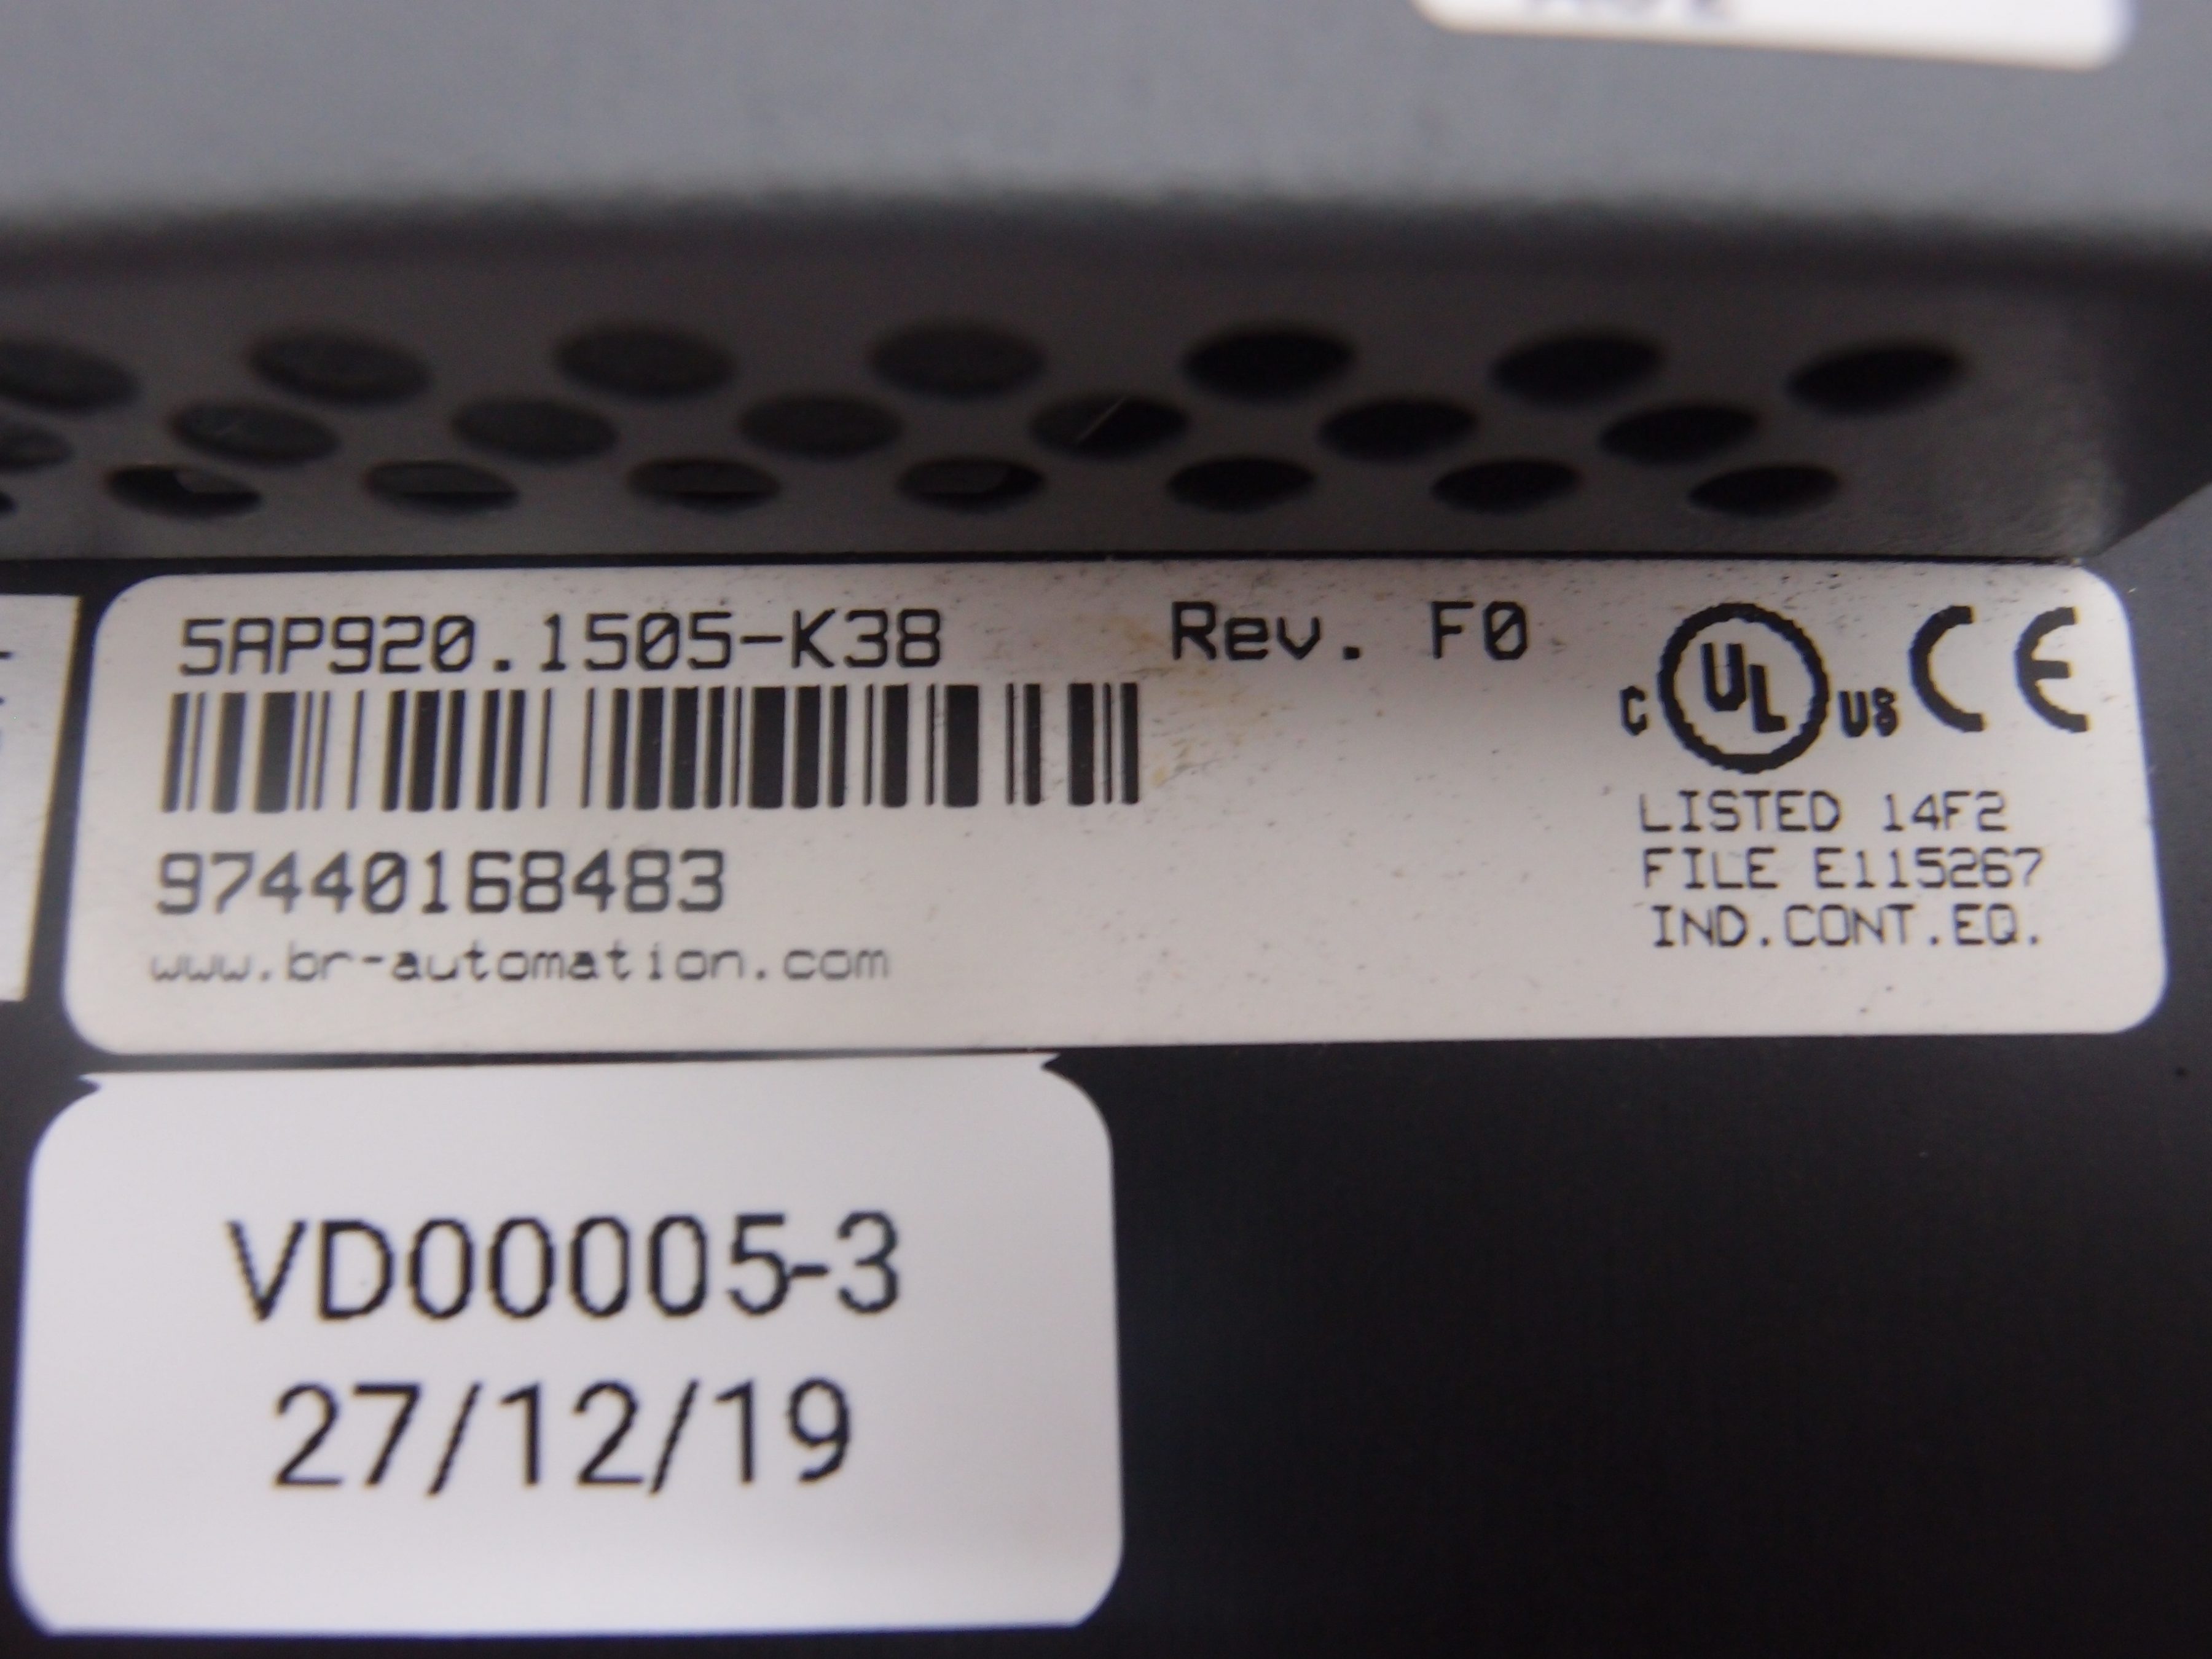 5AP920.1505-K38 Rev. F0
C UL US CE
97440168483
www.br-automation.com
LISTED 14F2
FILE E115267
IND.CONT.EQ.
VD00005-3
27/12/19